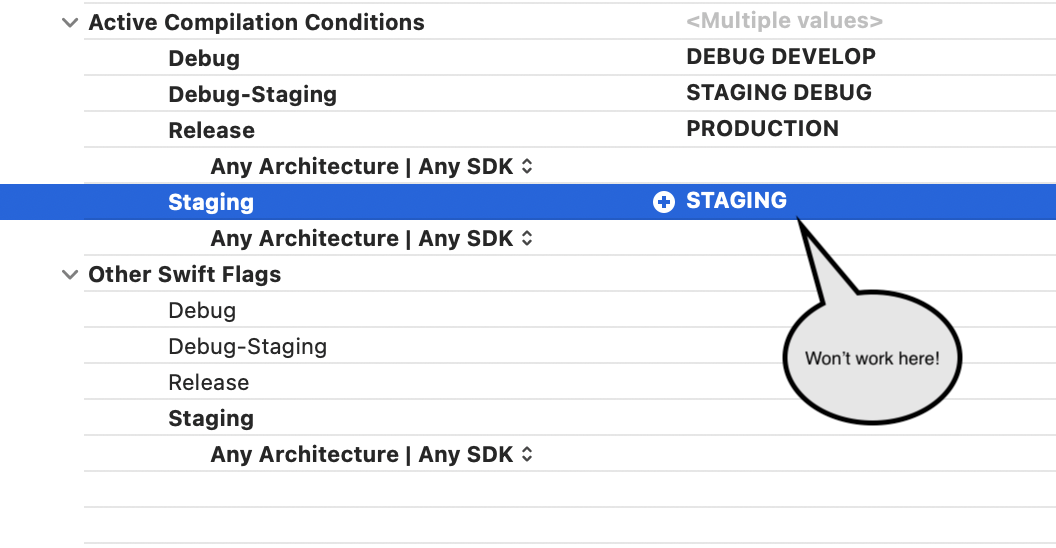 Active Compilation Conditions <Multiple values>
Debug DEBUG DEVELOP
Debug-Staging STAGING DEBUG
Release PRODUCTION
Any Architecture | Any SDK
Staging STAGING
Any Architecture | Any SDK
Other Swift Flags
Debug
Debug-Staging
Won't work here!
Release
Staging
Any Architecture | Any SDK